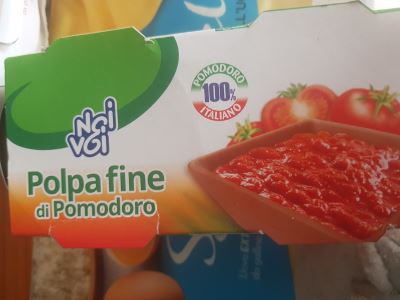 POMODORO
100%
ITALIANO
Noi
Voi
Polpa fine
di Pomodoro